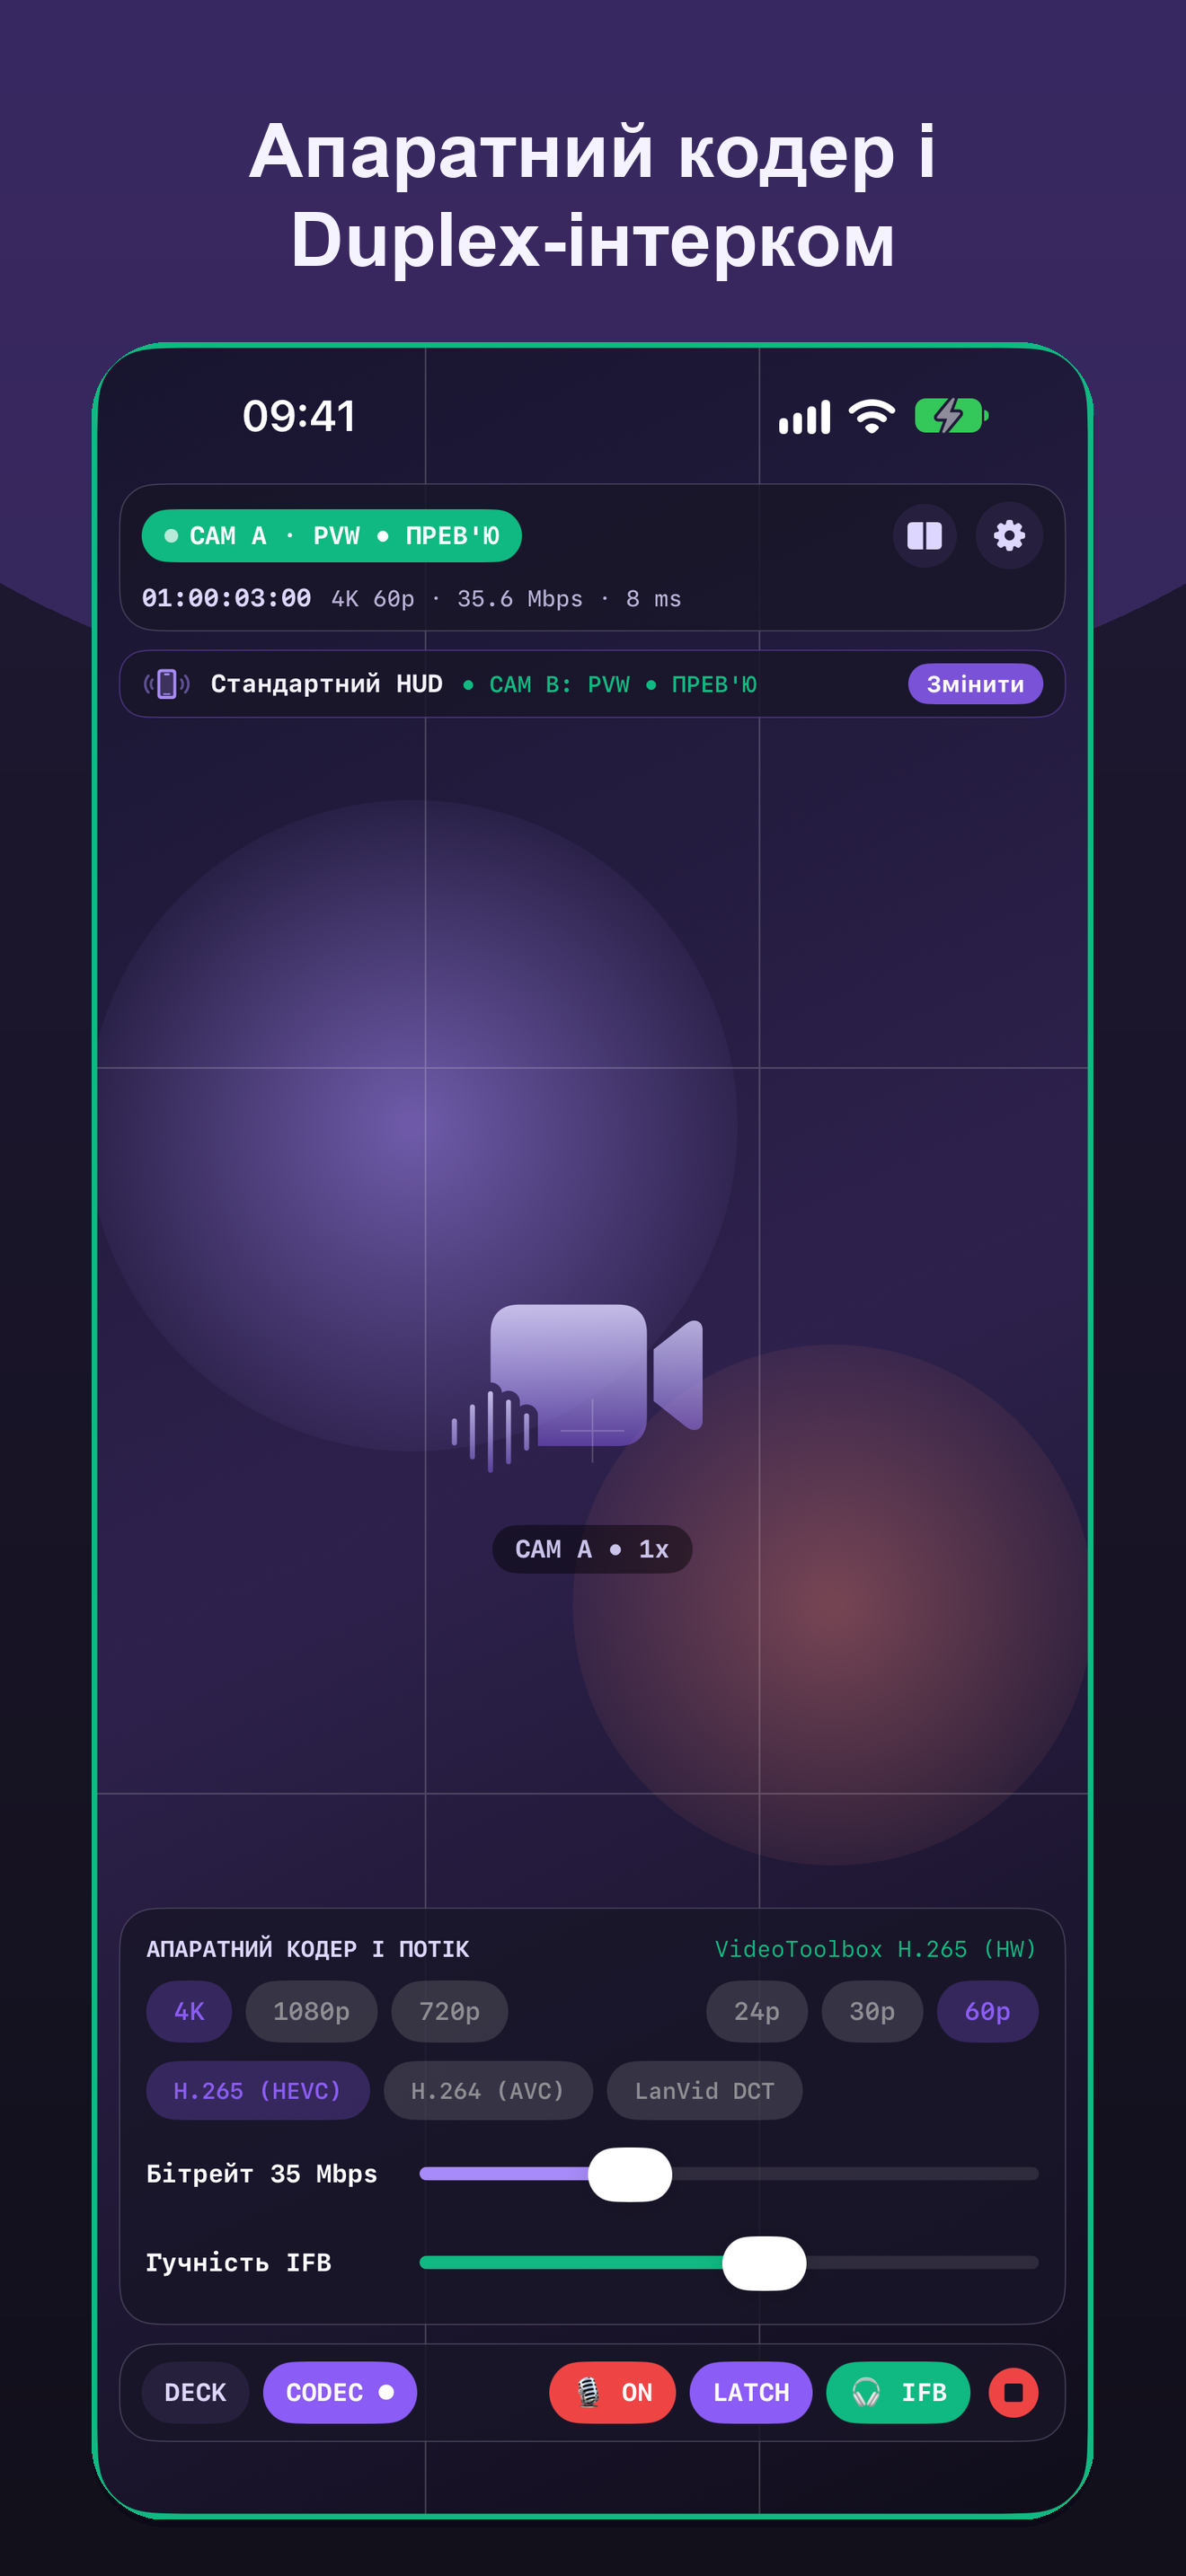 Апаратний кодер і
Duplex-інтерком
09:41
CAM A · PVW ● ПРЕВ'Ю
01:00:03:00 4K 60p · 35.6 Mbps · 8 ms
Стандартний HUD ● CAM B: PVW ● ПРЕВ'Ю Змінити
CAM A ● 1x
АПАРАТНИЙ КОДЕР І ПОТІК VideoToolbox H.265 (HW)
4K 1080p 720p 24p 30p 60p
H.265 (HEVC) H.264 (AVC) LanVid DCT
Бітрейт 35 Mbps
Гучність IFB
DECK CODEC ● 🎙️ ON LATCH 🎧 IFB